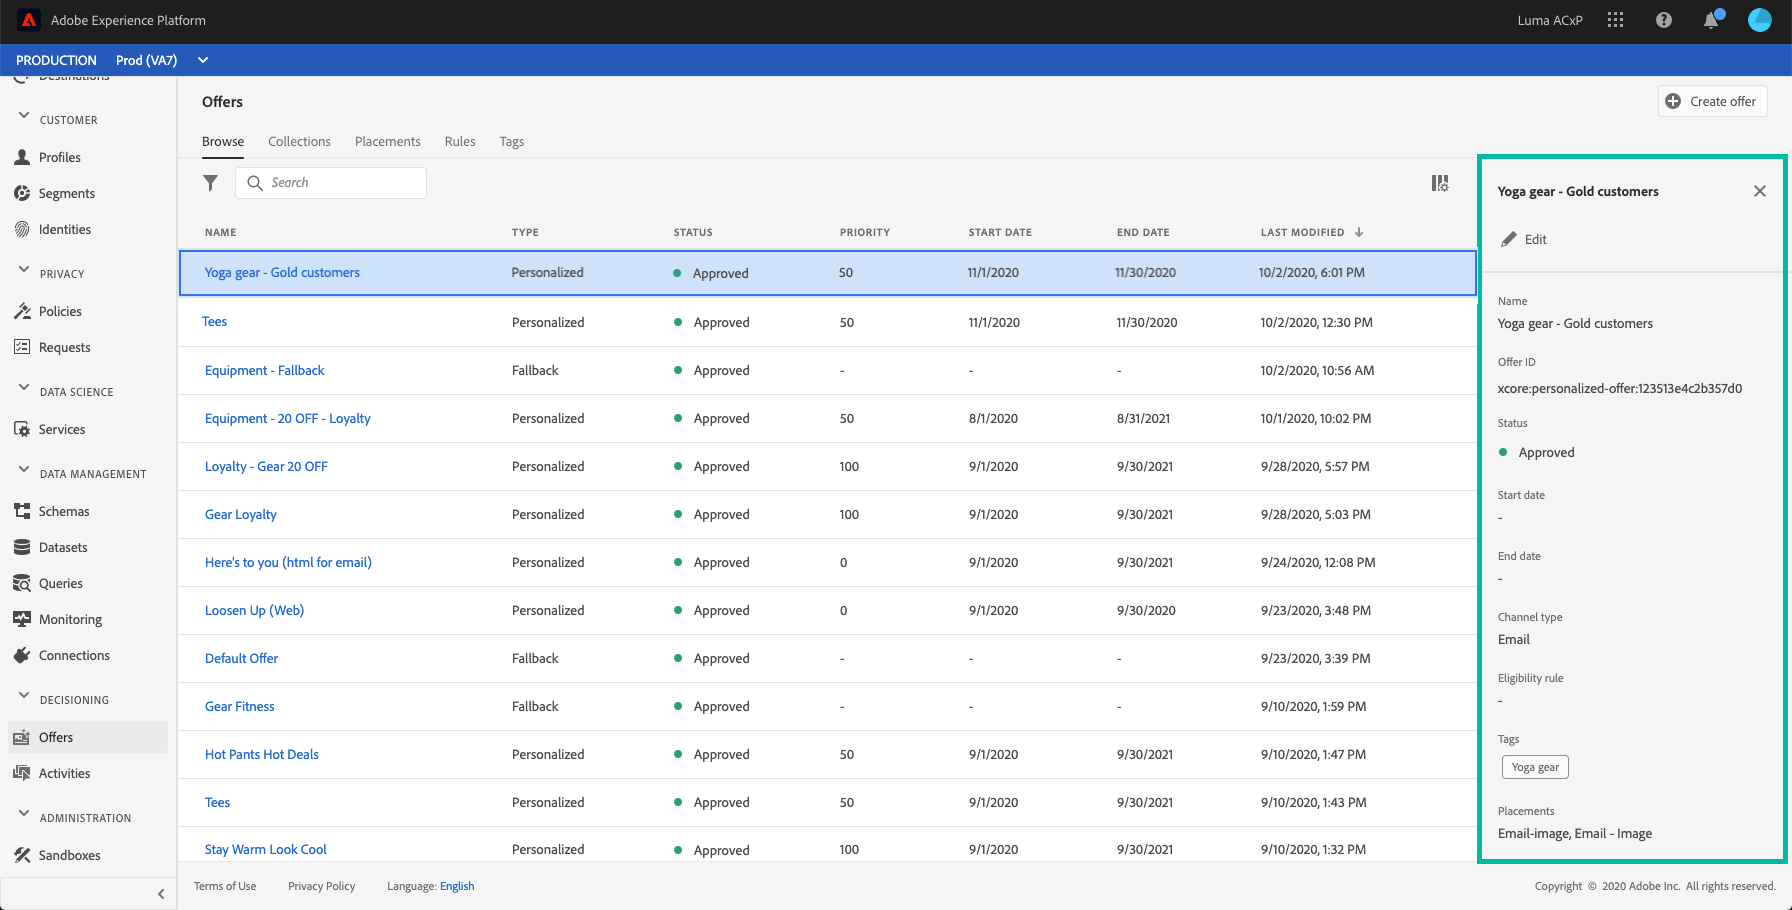 Adobe Experience Platform
Luma ACxP
PRODUCTION Prod (VA7)
Destinations
CUSTOMER
Profiles
Segments
Identities
PRIVACY
Policies
Requests
DATA SCIENCE
Services
DATA MANAGEMENT
Schemas
Datasets
Queries
Monitoring
Connections
DECISIONING
Offers
Activities
ADMINISTRATION
Sandboxes
Offers
Create offer
Browse Collections Placements Rules Tags
Search
NAME TYPE STATUS PRIORITY START DATE END DATE LAST MODIFIED
Yoga gear - Gold customers Personalized Approved 50 11/1/2020 11/30/2020 10/2/2020, 6:01 PM
Tees Personalized Approved 50 11/1/2020 11/30/2020 10/2/2020, 12:30 PM
Equipment - Fallback Fallback Approved - - - 10/2/2020, 10:56 AM
Equipment - 20 OFF - Loyalty Personalized Approved 50 8/1/2020 8/31/2021 10/1/2020, 10:02 PM
Loyalty - Gear 20 OFF Personalized Approved 100 9/1/2020 9/30/2021 9/28/2020, 5:57 PM
Gear Loyalty Personalized Approved 100 9/1/2020 9/30/2021 9/28/2020, 5:03 PM
Here's to you (html for email) Personalized Approved 0 9/1/2020 9/30/2021 9/24/2020, 12:08 PM
Loosen Up (Web) Personalized Approved 0 9/1/2020 9/30/2020 9/23/2020, 3:48 PM
Default Offer Fallback Approved - - - 9/23/2020, 3:39 PM
Gear Fitness Fallback Approved - - - 9/10/2020, 1:59 PM
Hot Pants Hot Deals Personalized Approved 50 9/1/2020 9/30/2021 9/10/2020, 1:47 PM
Tees Personalized Approved 50 9/1/2020 9/30/2021 9/10/2020, 1:43 PM
Stay Warm Look Cool Personalized Approved 100 9/1/2020 9/30/2021 9/10/2020, 1:32 PM
Yoga gear - Gold customers
Edit
Name
Yoga gear - Gold customers
Offer ID
xcore:personalized-offer:123513e4c2b357d0
Status
Approved
Start date
-
End date
-
Channel type
Email
Eligibility rule
-
Tags
Yoga gear
Placements
Email-image, Email - Image
Terms of Use Privacy Policy Language: English
Copyright © 2020 Adobe Inc. All rights reserved.